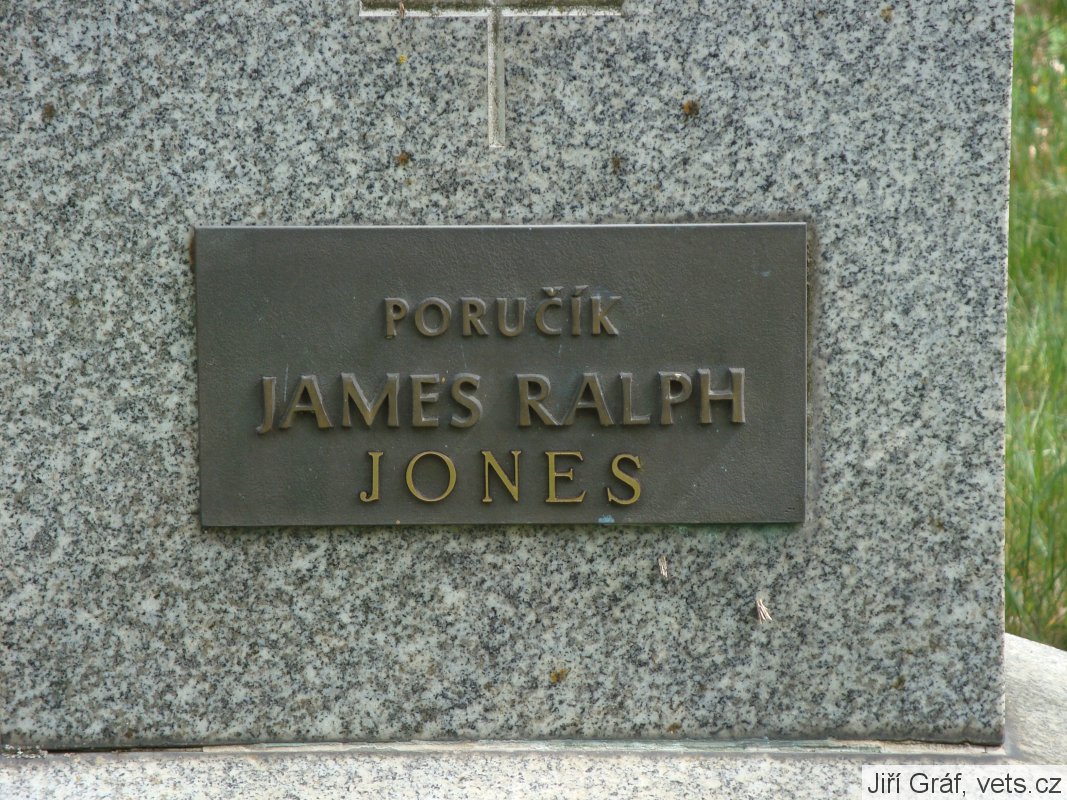 PORUČÍK
JAMES RALPH
JONES
Jiří Gráf, vets.cz